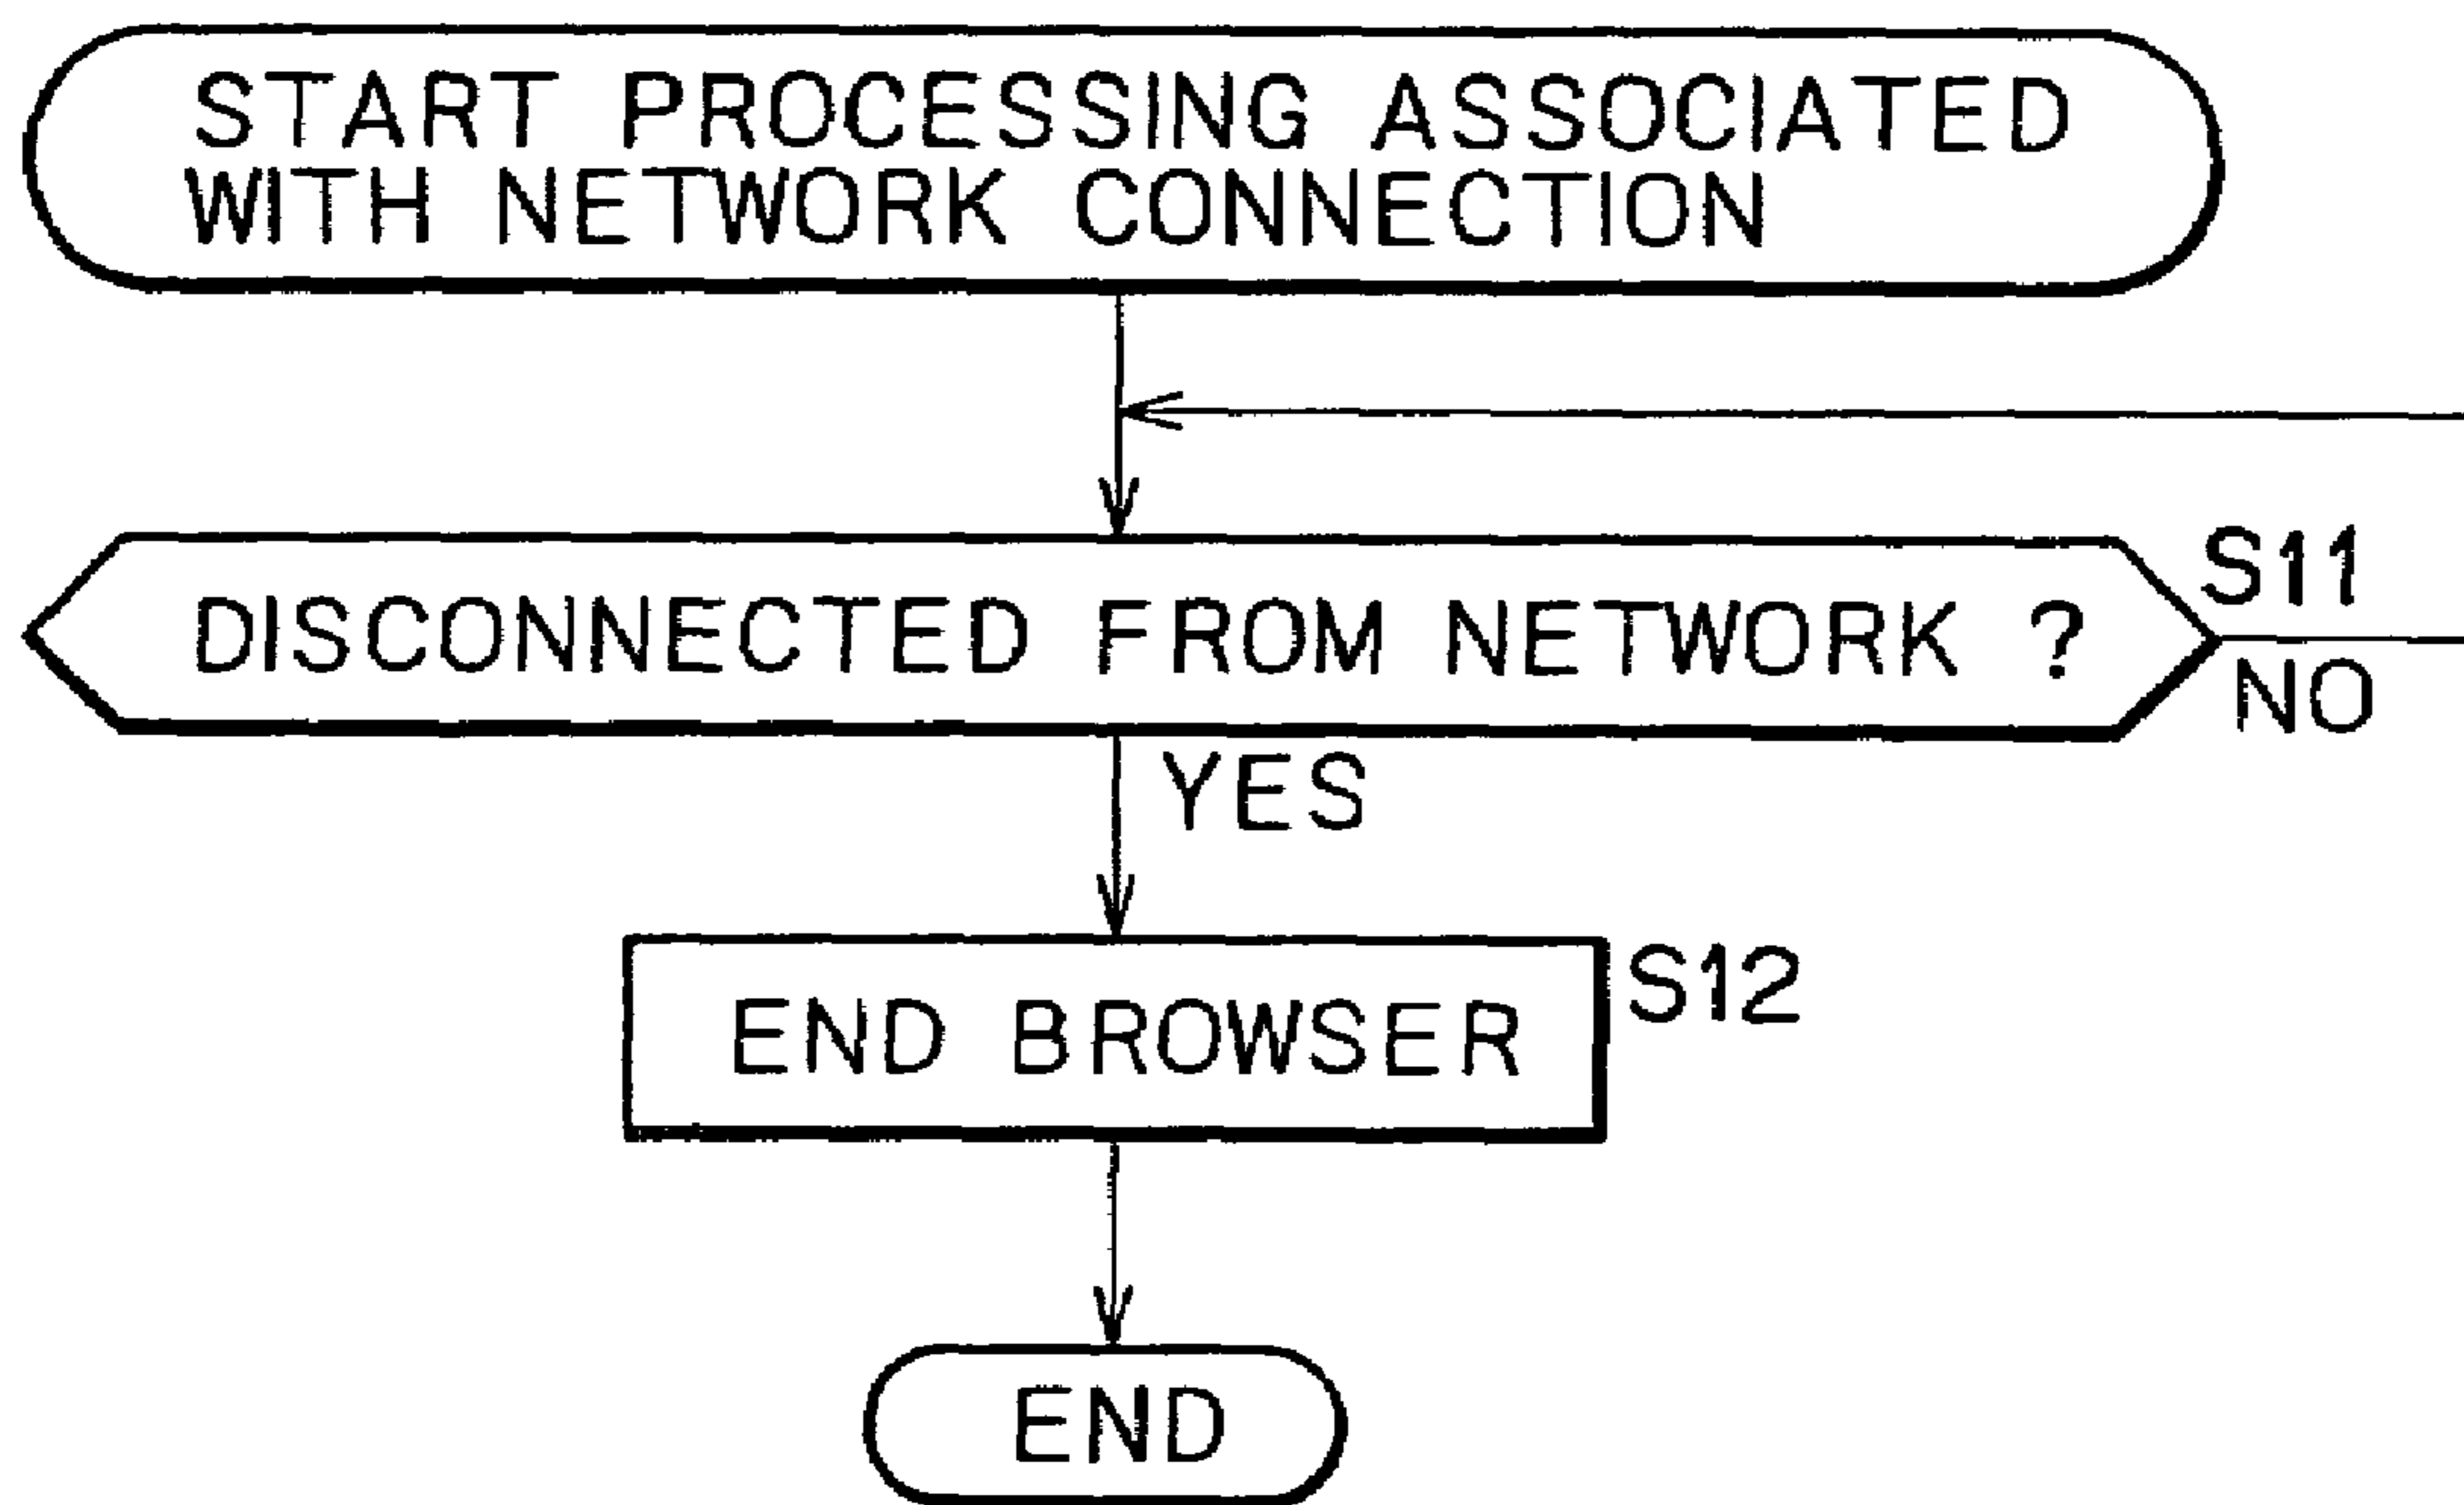 START PROCESSING ASSOCIATED
WITH NETWORK CONNECTION
S11
DISCONNECTED FROM NETWORK ?
NO
YES
S12
END BROWSER
END